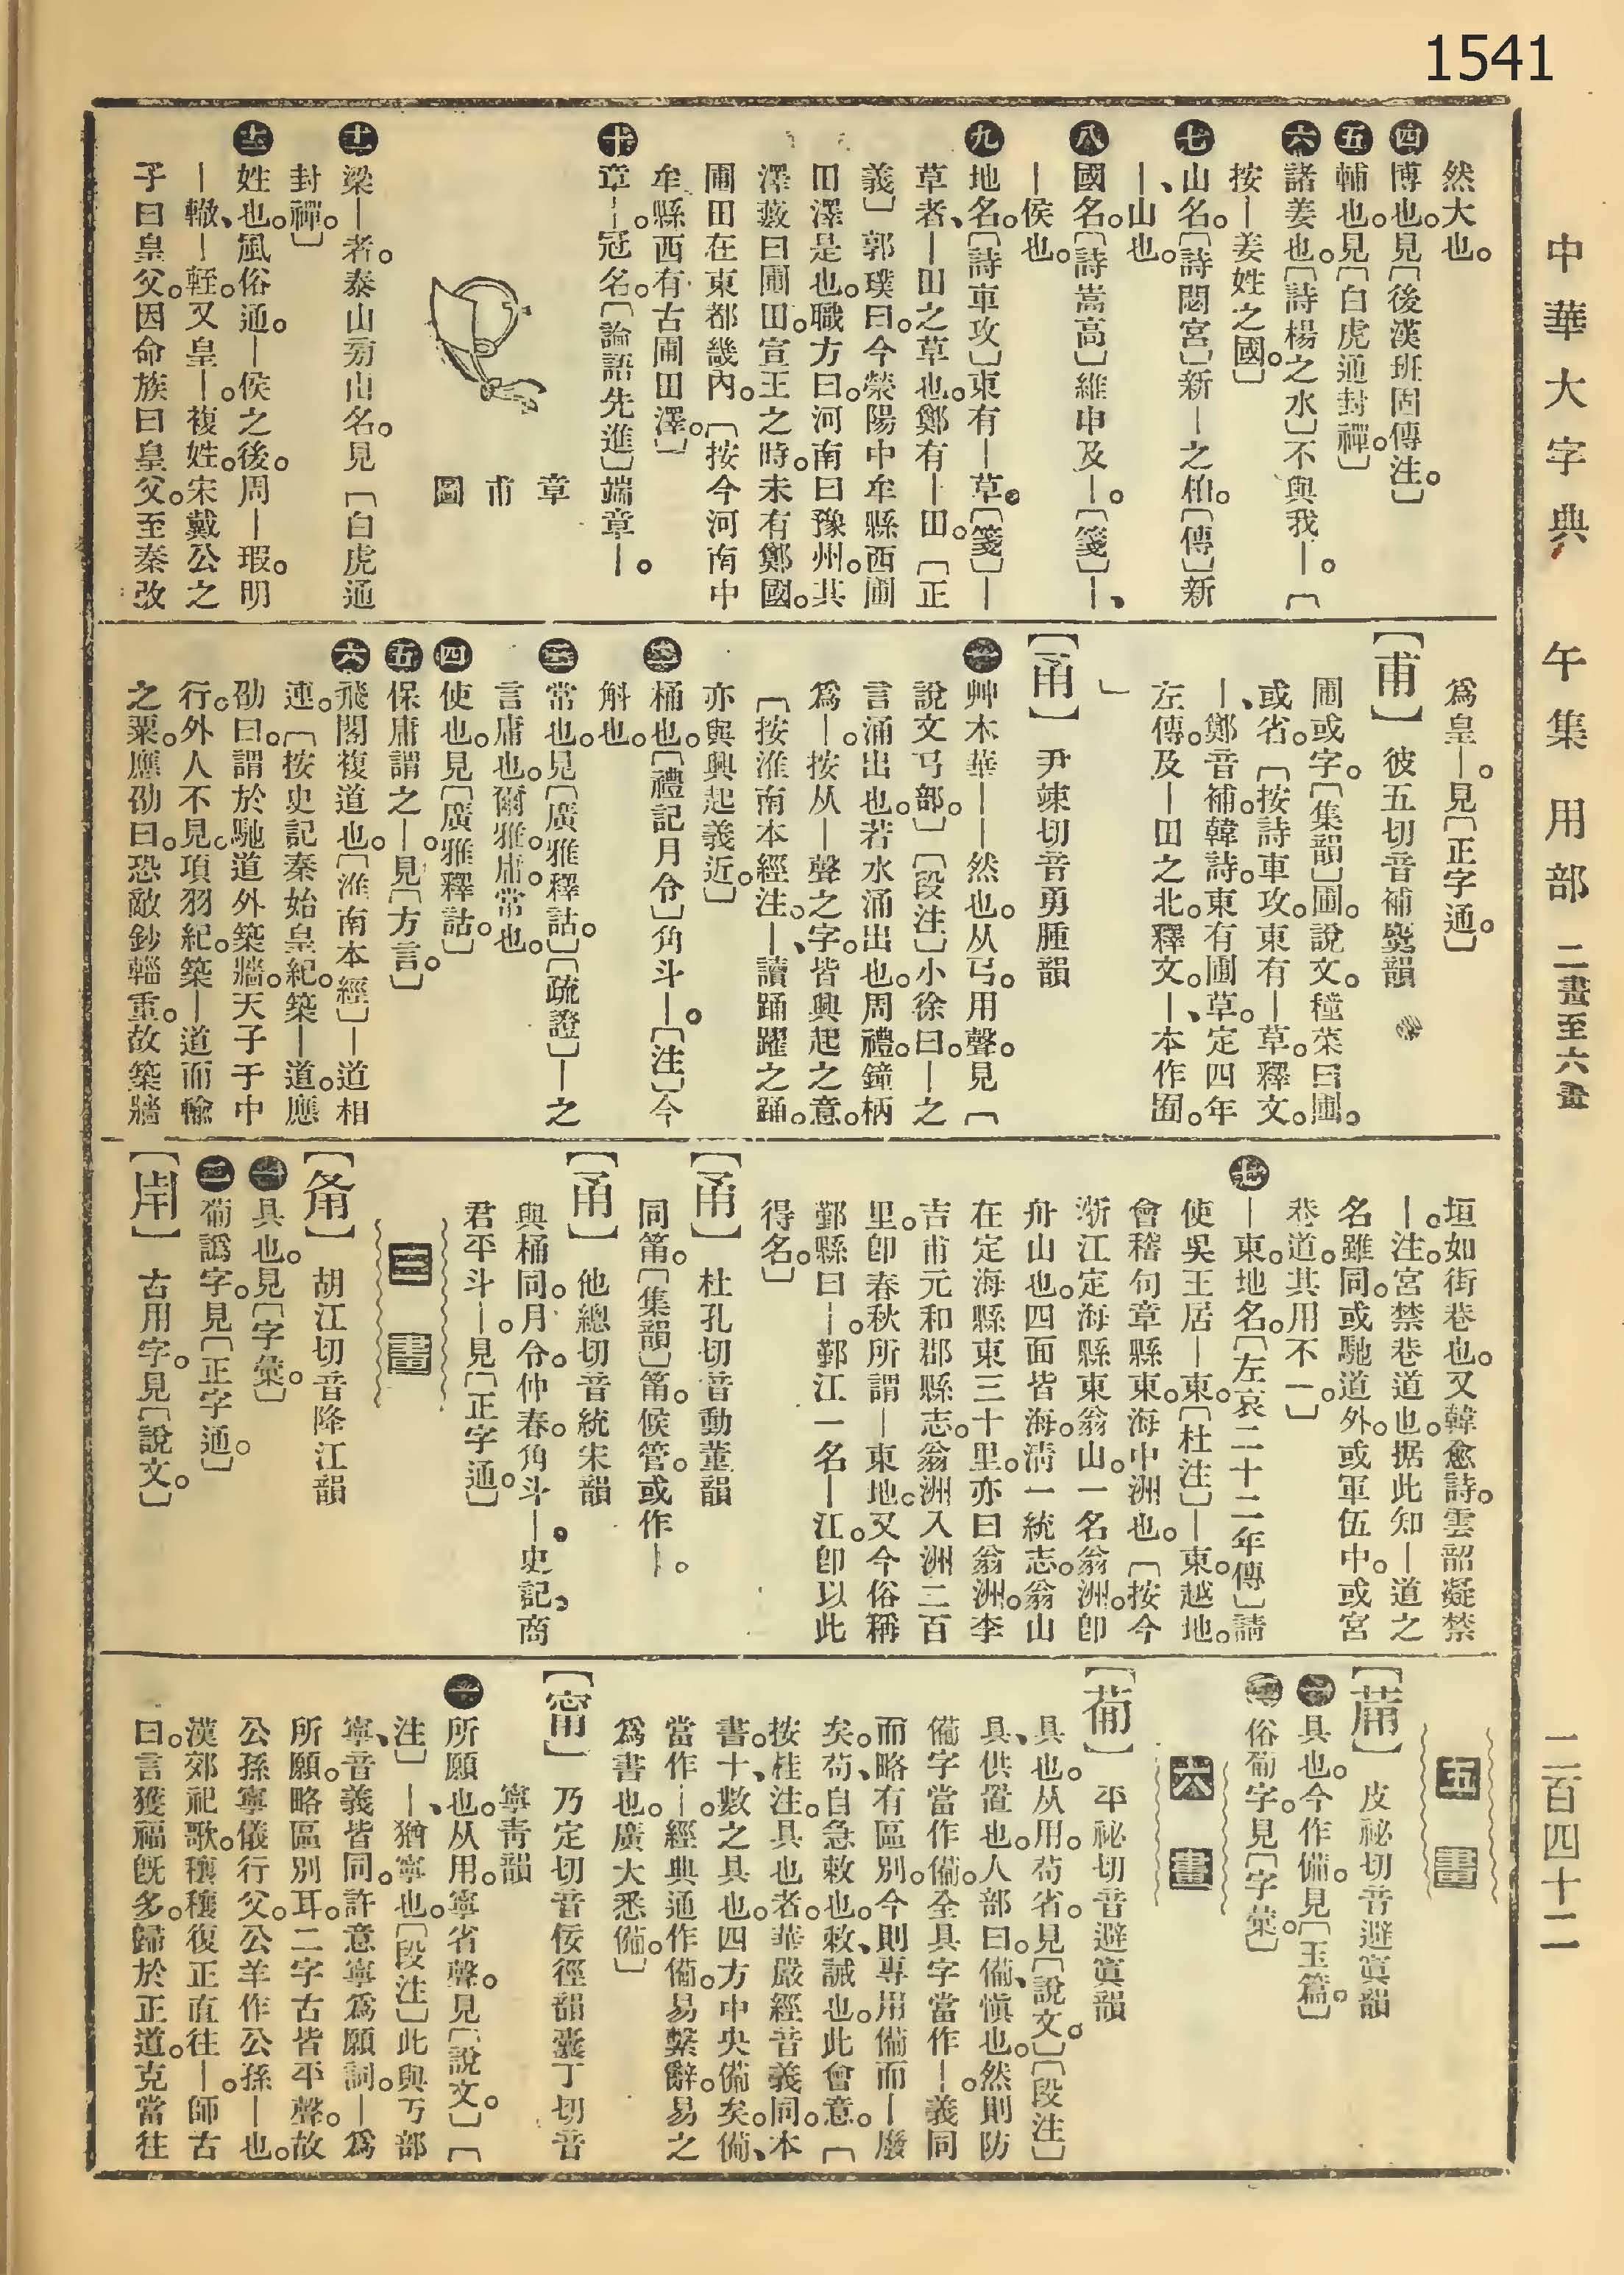 1541
中華大字典 午集 用部 二畫至六畫 二百四十二
然大也。
四 博也。見〔後漢班固傳注。〕
五 輔也。見〔白虎通封禪。〕
六 諸姜也。〔詩楊之水〕不與我｜。〔
按｜姜姓之國。〕
七 山名。〔詩閟宮〕新｜之柏。〔傳〕新
｜、山也。
八 國名。〔詩嵩高〕維申及｜。〔箋〕｜、
｜侯也。
九 地名。〔詩車攻〕東有｜草。〔箋〕｜
草者、｜田之草也。鄭有｜田。〔正
義〕郭璞曰。今滎陽中牟縣西圃
田澤是也。職方曰。河南曰豫州。其
澤藪曰圃田。宣王之時。未有鄭國。
圃田在東都畿內。〔按今河南中
牟縣西有古圃田澤。〕
十 章｜。冠名。〔論語先進〕端章｜。
章甫圖
十一 梁｜者。泰山旁山名。見〔白虎通
封禪。〕
十二 姓也。風俗通。｜侯之後。周｜瑕。明
｜轍、｜輊。又皇｜。複姓。宋戴公之
子曰皇父。因命族曰皇父。至秦改
爲皇｜。見〔正字通。〕
【甫】 彼五切音補麌韻
圃或字。〔集韻〕圃。說文。種菜曰圃。
或省。〔按詩車攻。東有｜草。釋文。
｜、鄭音補。韓詩。東有圃草。定四年
左傳。及｜田之北。釋文。｜、本作圃。
〕
【甬】 尹竦切音勇腫韻
一 艸木華｜｜然也。从㔾。用聲。見〔
說文㔾部。〕〔段注〕小徐曰。｜之
言涌出也。若水涌出也。周禮。鐘柄
爲｜。按从｜聲之字。皆興起之意。
〔按淮南本經注。｜、讀踊躍之踊。
亦與興起義近。〕
二 桶也。〔禮記月令〕角斗｜。〔注〕今
斛也。
三 常也。見〔廣雅釋詁。〕〔疏證〕｜之
言庸也。爾雅。庸。常也。
四 使也。見〔廣雅釋詁。〕
五 保庸謂之｜。見〔方言。〕
六 飛閣複道也。〔淮南本經〕｜道相
連。〔按史記秦始皇紀。築｜道。應
劭曰。謂於馳道外築牆。天子于中
行。外人不見。項羽紀。築｜道而輸
之粟。應劭曰。恐敵鈔輜重。故築牆
垣如街巷也。又韓愈詩。雲韶凝禁
｜。注。宮禁巷道也。据此知｜道之
名雖同。或馳道外。或軍伍中。或宮
巷道。其用不一。〕
七 ｜東。地名。〔左哀二十二年傳〕請
使吳王居｜東。〔杜注〕｜東。越地。
會稽句章縣東。海中洲也。〔按今
浙江定海縣東翁山。一名翁洲。卽
舟山也。四面皆海。淸一統志。翁山
在定海縣東三十里。亦曰翁洲。李
吉甫元和郡縣志。翁洲入洲二百
里。卽春秋所謂｜東地。又今俗稱
鄞縣曰｜。鄞江一名｜江。卽以此
得名。〕
【甬】 杜孔切音動董韻
同筩。〔集韻〕筩。候管。或作｜。
【甬】 他總切音統宋韻
與桶同。月令。仲春。角斗｜。史記。商
君平斗｜。見〔正字通。〕
三畫
胡江切音降江韻
一 具也。見〔字彙。〕
二 𤰈譌字。見〔正字通。〕
古用字。見〔說文。〕
五畫
皮祕切音避寘韻
一 具也。今作備。見〔玉篇。〕
二 俗𤰈字。見〔字彙。〕
六畫
【𤰈】 平祕切音避寘韻
具也。从用。茍省。見〔說文。〕〔段注〕
具、供置也。人部曰。備、愼也。然則防
備字當作備。全具字當作｜。義同
而略有區別。今則專用備而｜廢
矣。茍、自急敕也。敕、誡也。此會意。〔
按桂注。具也者。華嚴經音義同。本
書。十、數之具也。四方中央備矣。備、
當作｜。經典通作備。易繫辭。易之
爲書也。廣大悉備。〕
【甯】 乃定切音佞徑韻囊丁切音
寧靑韻
一 所願也。从用。寧省聲。見〔說文。〕〔
注〕｜、猶寧也。〔段注〕此與丂部
寧、音義皆同。許意寧爲願詞。｜爲
所願。略區別耳。二字古皆平聲。故
公孫寧儀行父。公羊作公孫｜也。
漢郊祀歌。穰穰復正直往｜。師古
曰。言獲福旣多。歸於正道。克當往